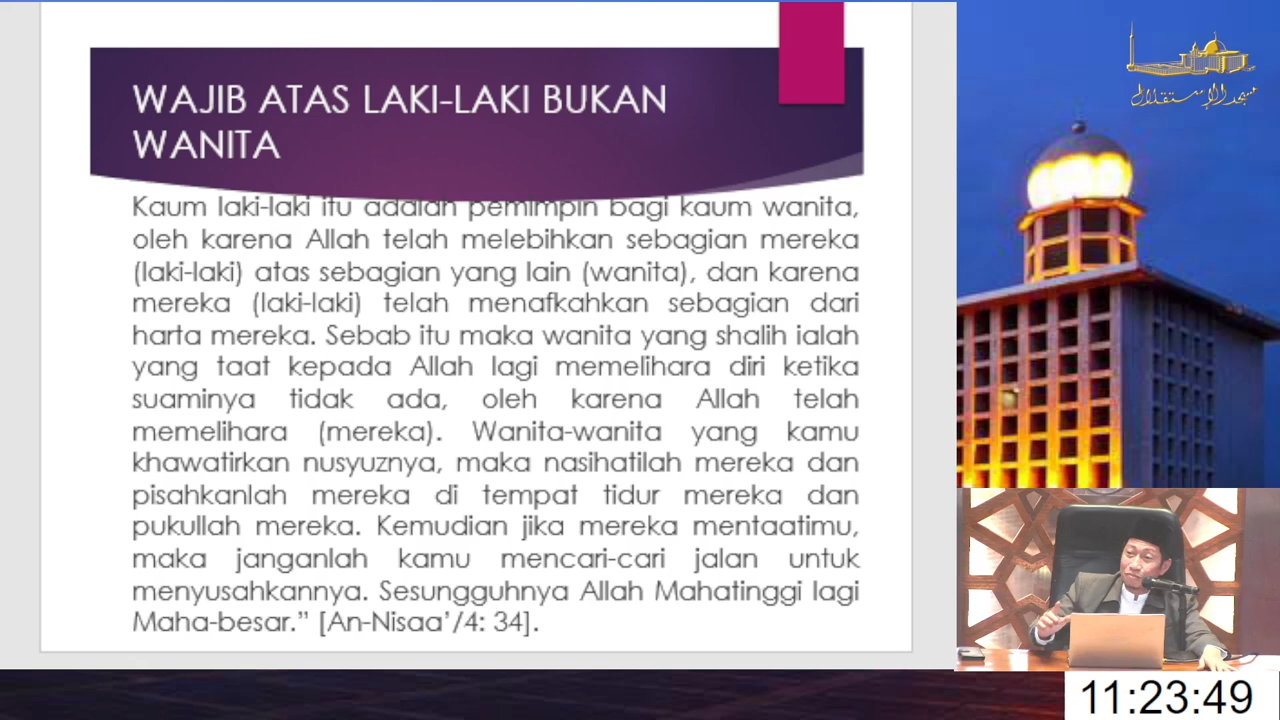 WAJIB ATAS LAKI-LAKI BUKAN
WANITA
Kaum laki-laki itu adalah pemimpin bagi kaum wanita,
oleh karena Allah telah melebihkan sebagian mereka
(laki-laki) atas sebagian yang lain (wanita), dan karena
mereka (laki-laki) telah menafkahkan sebagian dari
harta mereka. Sebab itu maka wanita yang shalih ialah
yang taat kepada Allah lagi memelihara diri ketika
suaminya tidak ada, oleh karena Allah telah
memelihara (mereka). Wanita-wanita yang kamu
khawatirkan nusyuznya, maka nasihatilah mereka dan
pisahkanlah mereka di tempat tidur mereka dan
pukullah mereka. Kemudian jika mereka mentaatimu,
maka janganlah kamu mencari-cari jalan untuk
menyusahkannya. Sesungguhnya Allah Mahatinggi lagi
Maha-besar.” [An-Nisaa’/4: 34].
مسجد الإستقلال
11:23:49